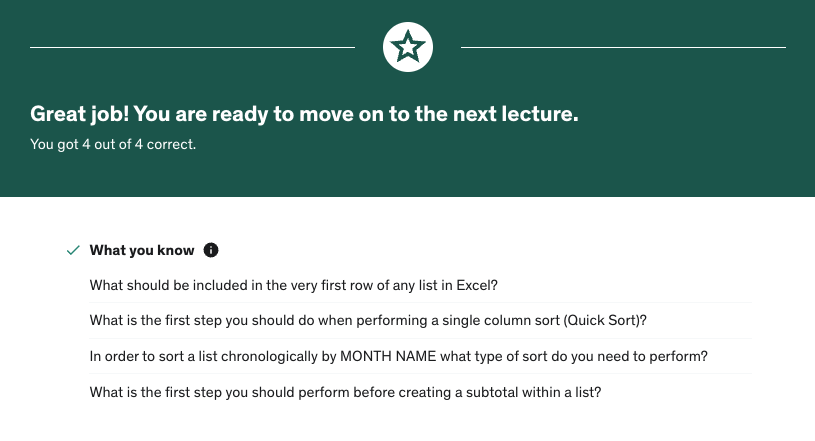 Great job! You are ready to move on to the next lecture.
You got 4 out of 4 correct.
What you know
What should be included in the very first row of any list in Excel?
What is the first step you should do when performing a single column sort (Quick Sort)?
In order to sort a list chronologically by MONTH NAME what type of sort do you need to perform?
What is the first step you should perform before creating a subtotal within a list?